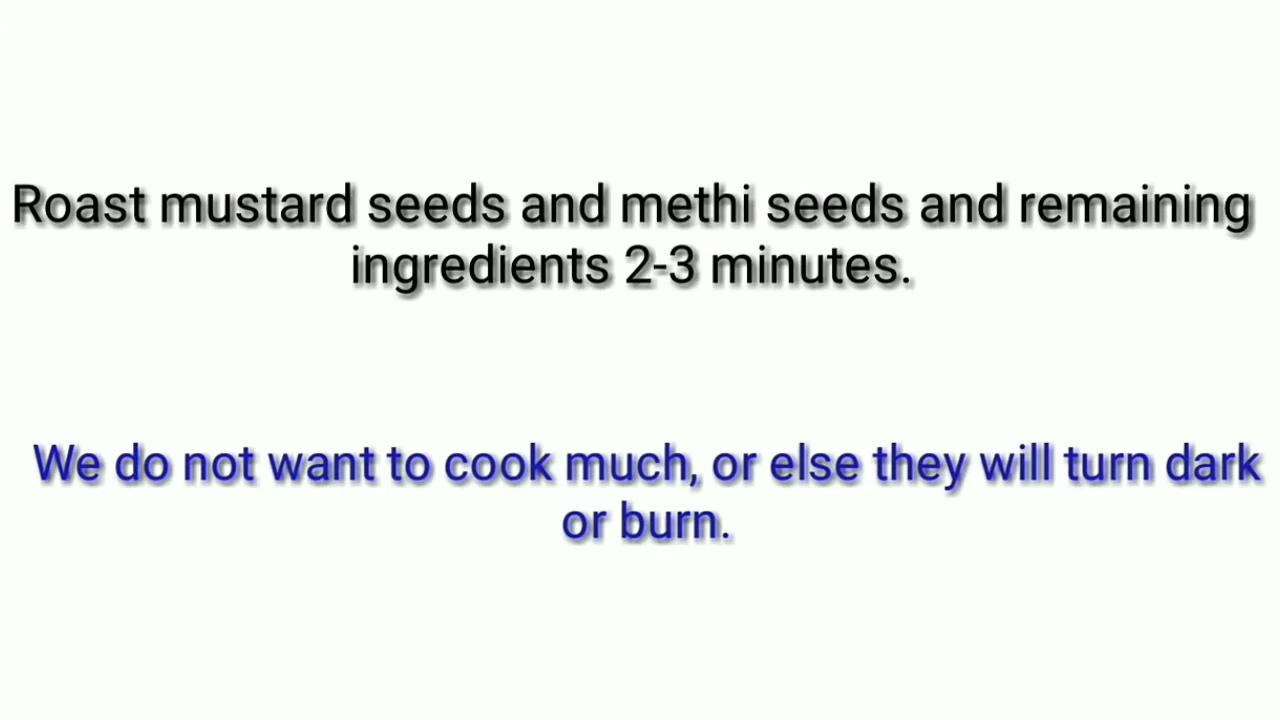 Roast mustard seeds and methi seeds and remaining
ingredients 2-3 minutes.
We do not want to cook much, or else they will turn dark
or burn.